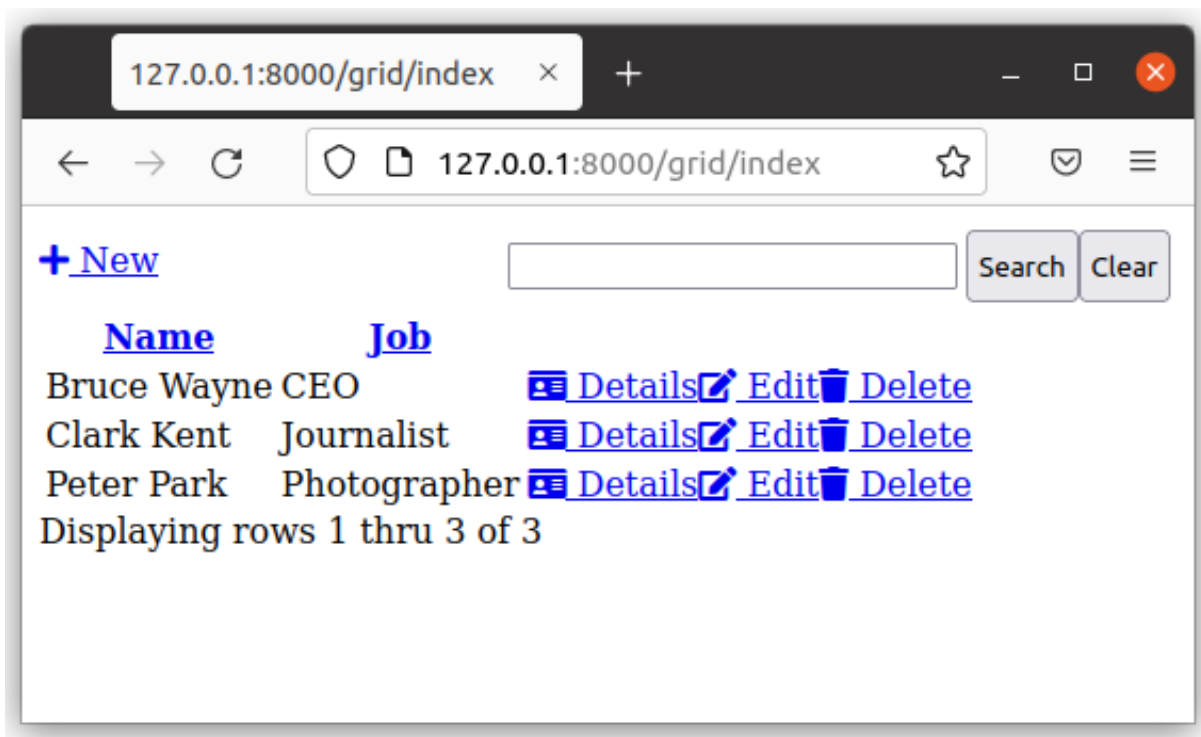 127.0.0.1:8000/grid/index
127.0.0.1:8000/grid/index
New Search Clear
Name Job
Bruce Wayne CEO Details Edit Delete
Clark Kent Journalist Details Edit Delete
Peter Park Photographer Details Edit Delete
Displaying rows 1 thru 3 of 3